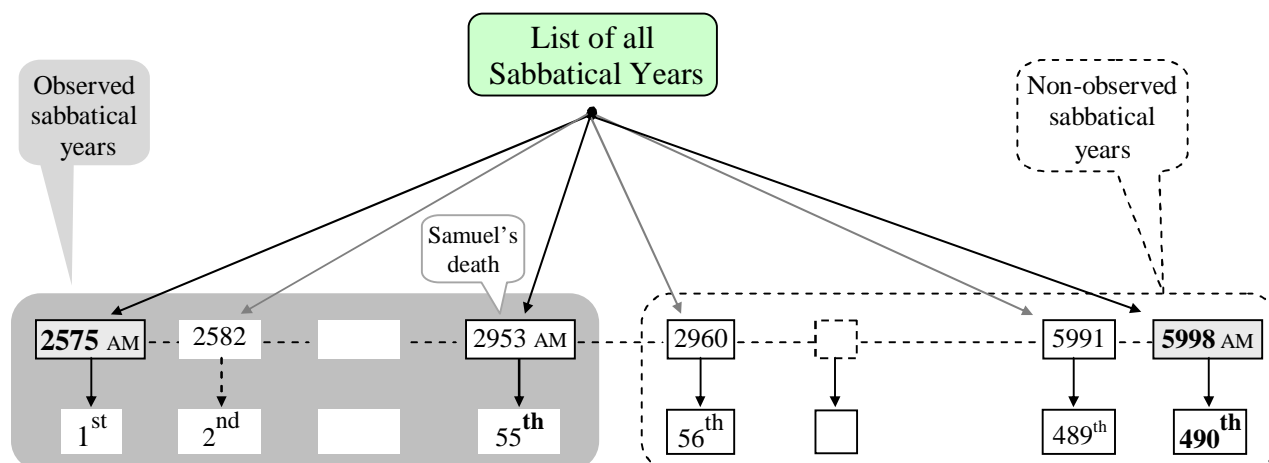 List of all
Sabbatical Years
Observed
sabbatical
years
Non-observed
sabbatical
years
Samuel's
death
2575 AM
2582
2953 AM
2960
5991
5998 AM
1st
2nd
55th
56th
489th
490th